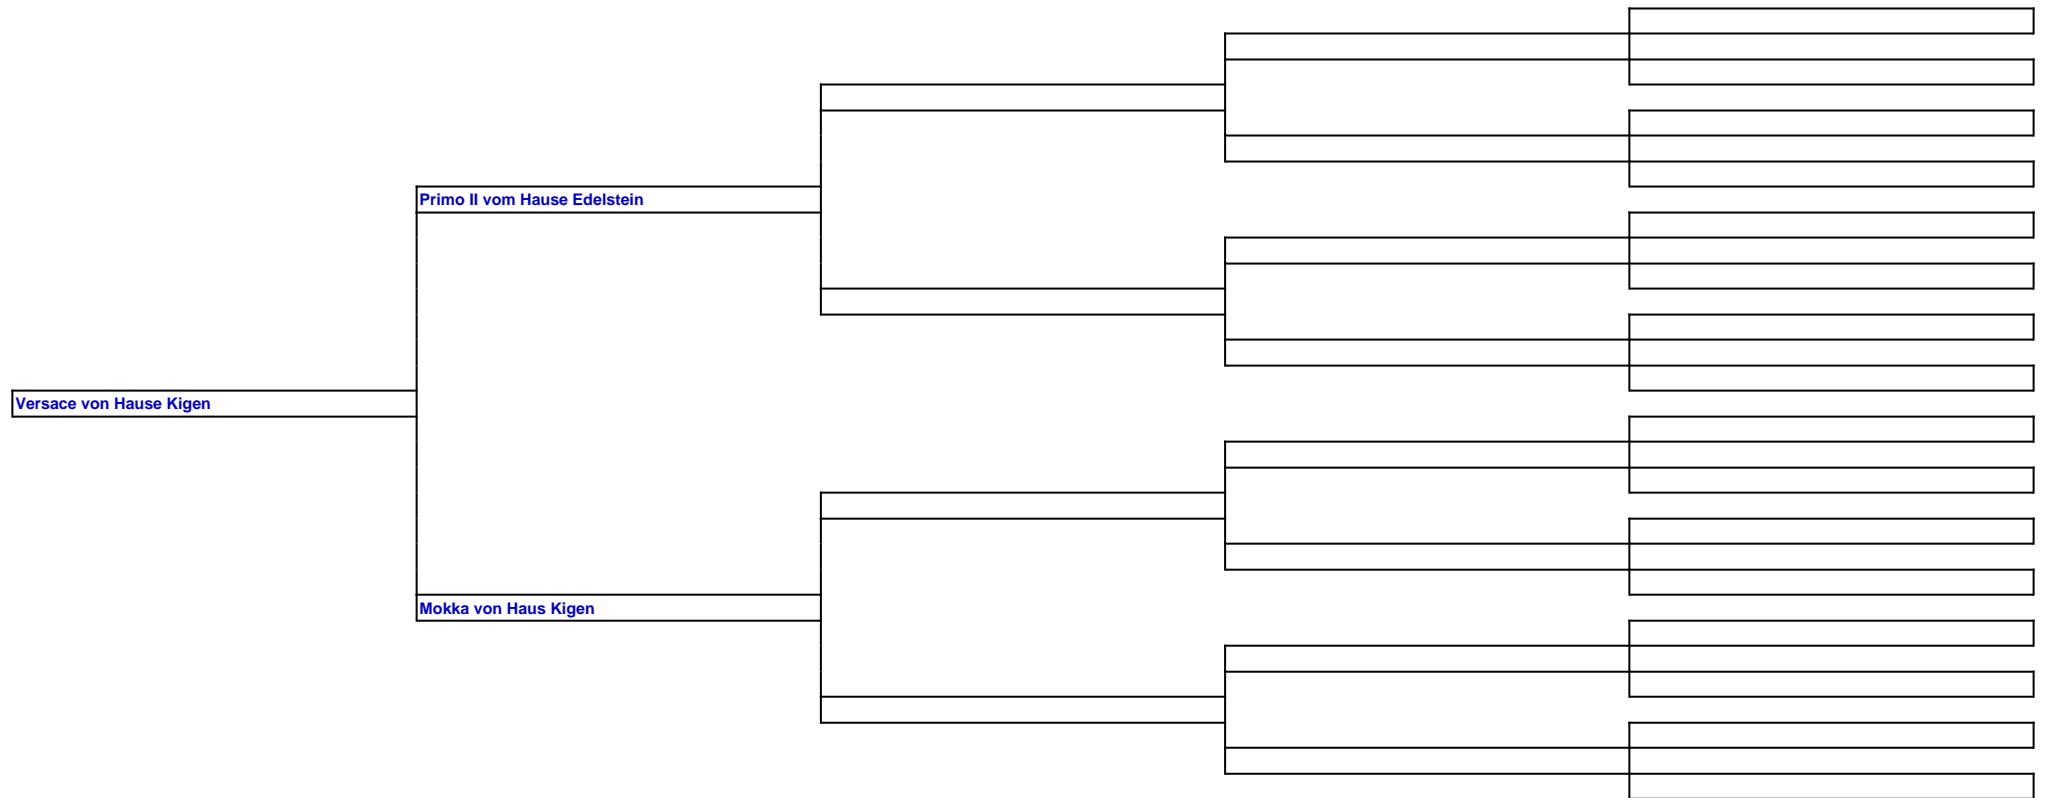 Primo II vom Hause Edelstein
Versace von Hause Kigen
Mokka von Haus Kigen